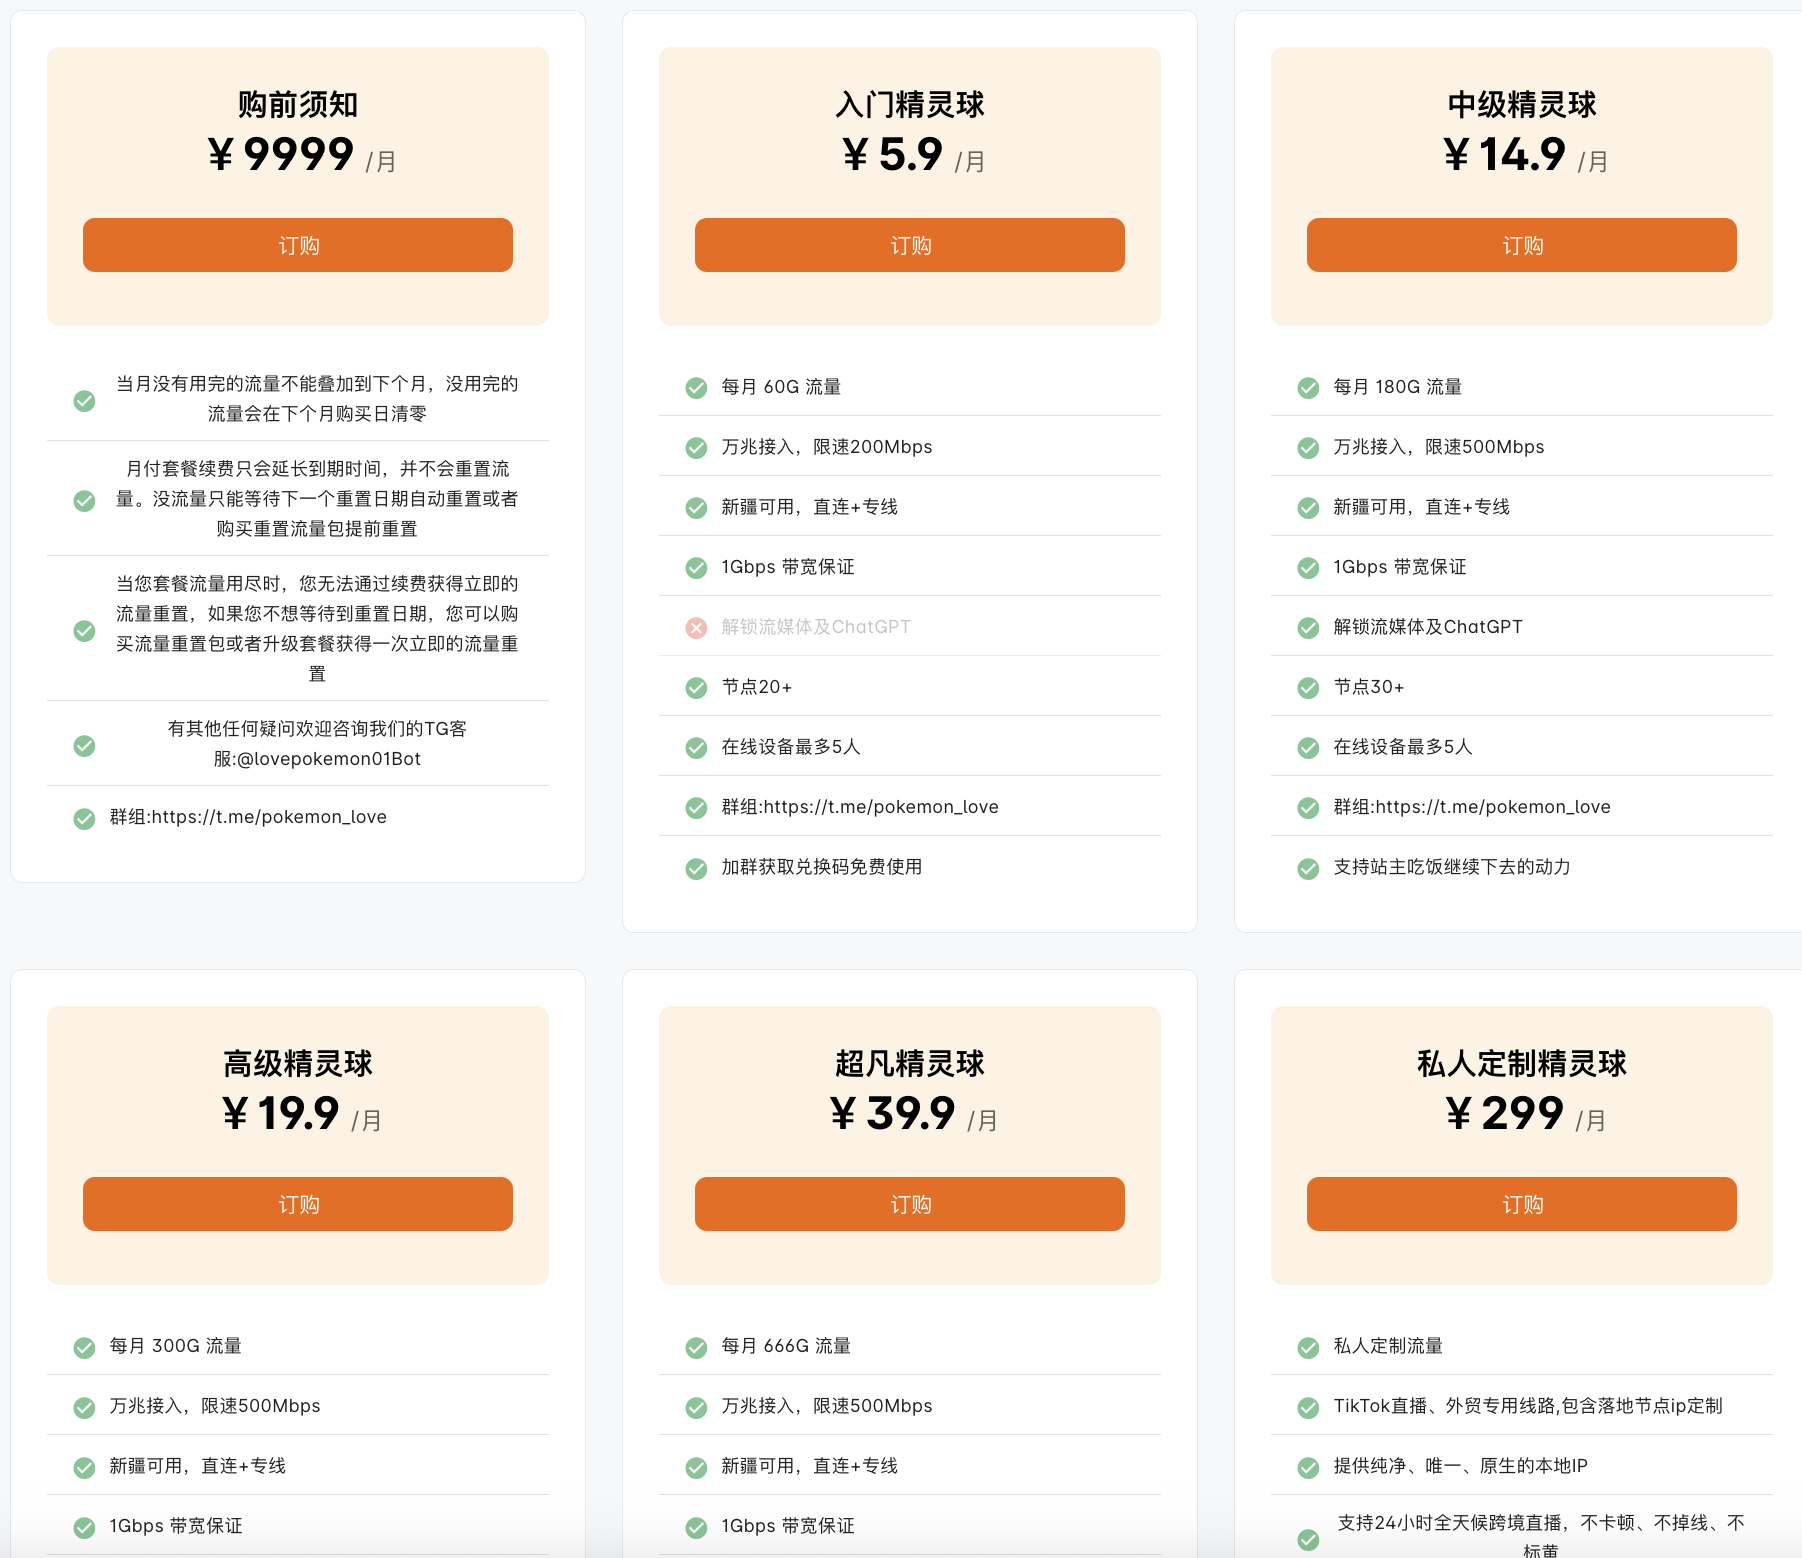 购前须知
¥ 9999 /月
订购
当月没有用完的流量不能叠加到下个月，没用完的
流量会在下个月购买日清零
月付套餐续费只会延长到期时间，并不会重置流
量。没流量只能等待下一个重置日期自动重置或者
购买重置流量包提前重置
当您套餐流量用尽时，您无法通过续费获得立即的
流量重置，如果您不想等待到重置日期，您可以购
买流量重置包或者升级套餐获得一次立即的流量重
置
有其他任何疑问欢迎咨询我们的TG客
服:@lovepokemon01Bot
群组:https://t.me/pokemon_love
入门精灵球
¥ 5.9 /月
订购
每月 60G 流量
万兆接入，限速200Mbps
新疆可用，直连+专线
1Gbps 带宽保证
解锁流媒体及ChatGPT
节点20+
在线设备最多5人
群组:https://t.me/pokemon_love
加群获取兑换码免费使用
中级精灵球
¥ 14.9 /月
订购
每月 180G 流量
万兆接入，限速500Mbps
新疆可用，直连+专线
1Gbps 带宽保证
解锁流媒体及ChatGPT
节点30+
在线设备最多5人
群组:https://t.me/pokemon_love
支持站主吃饭继续下去的动力
高级精灵球
¥ 19.9 /月
订购
每月 300G 流量
万兆接入，限速500Mbps
新疆可用，直连+专线
1Gbps 带宽保证
超凡精灵球
¥ 39.9 /月
订购
每月 666G 流量
万兆接入，限速500Mbps
新疆可用，直连+专线
1Gbps 带宽保证
私人定制精灵球
¥ 299 /月
订购
私人定制流量
TikTok直播、外贸专用线路,包含落地节点ip定制
提供纯净、唯一、原生的本地IP
支持24小时全天候跨境直播，不卡顿、不掉线、不
标黄